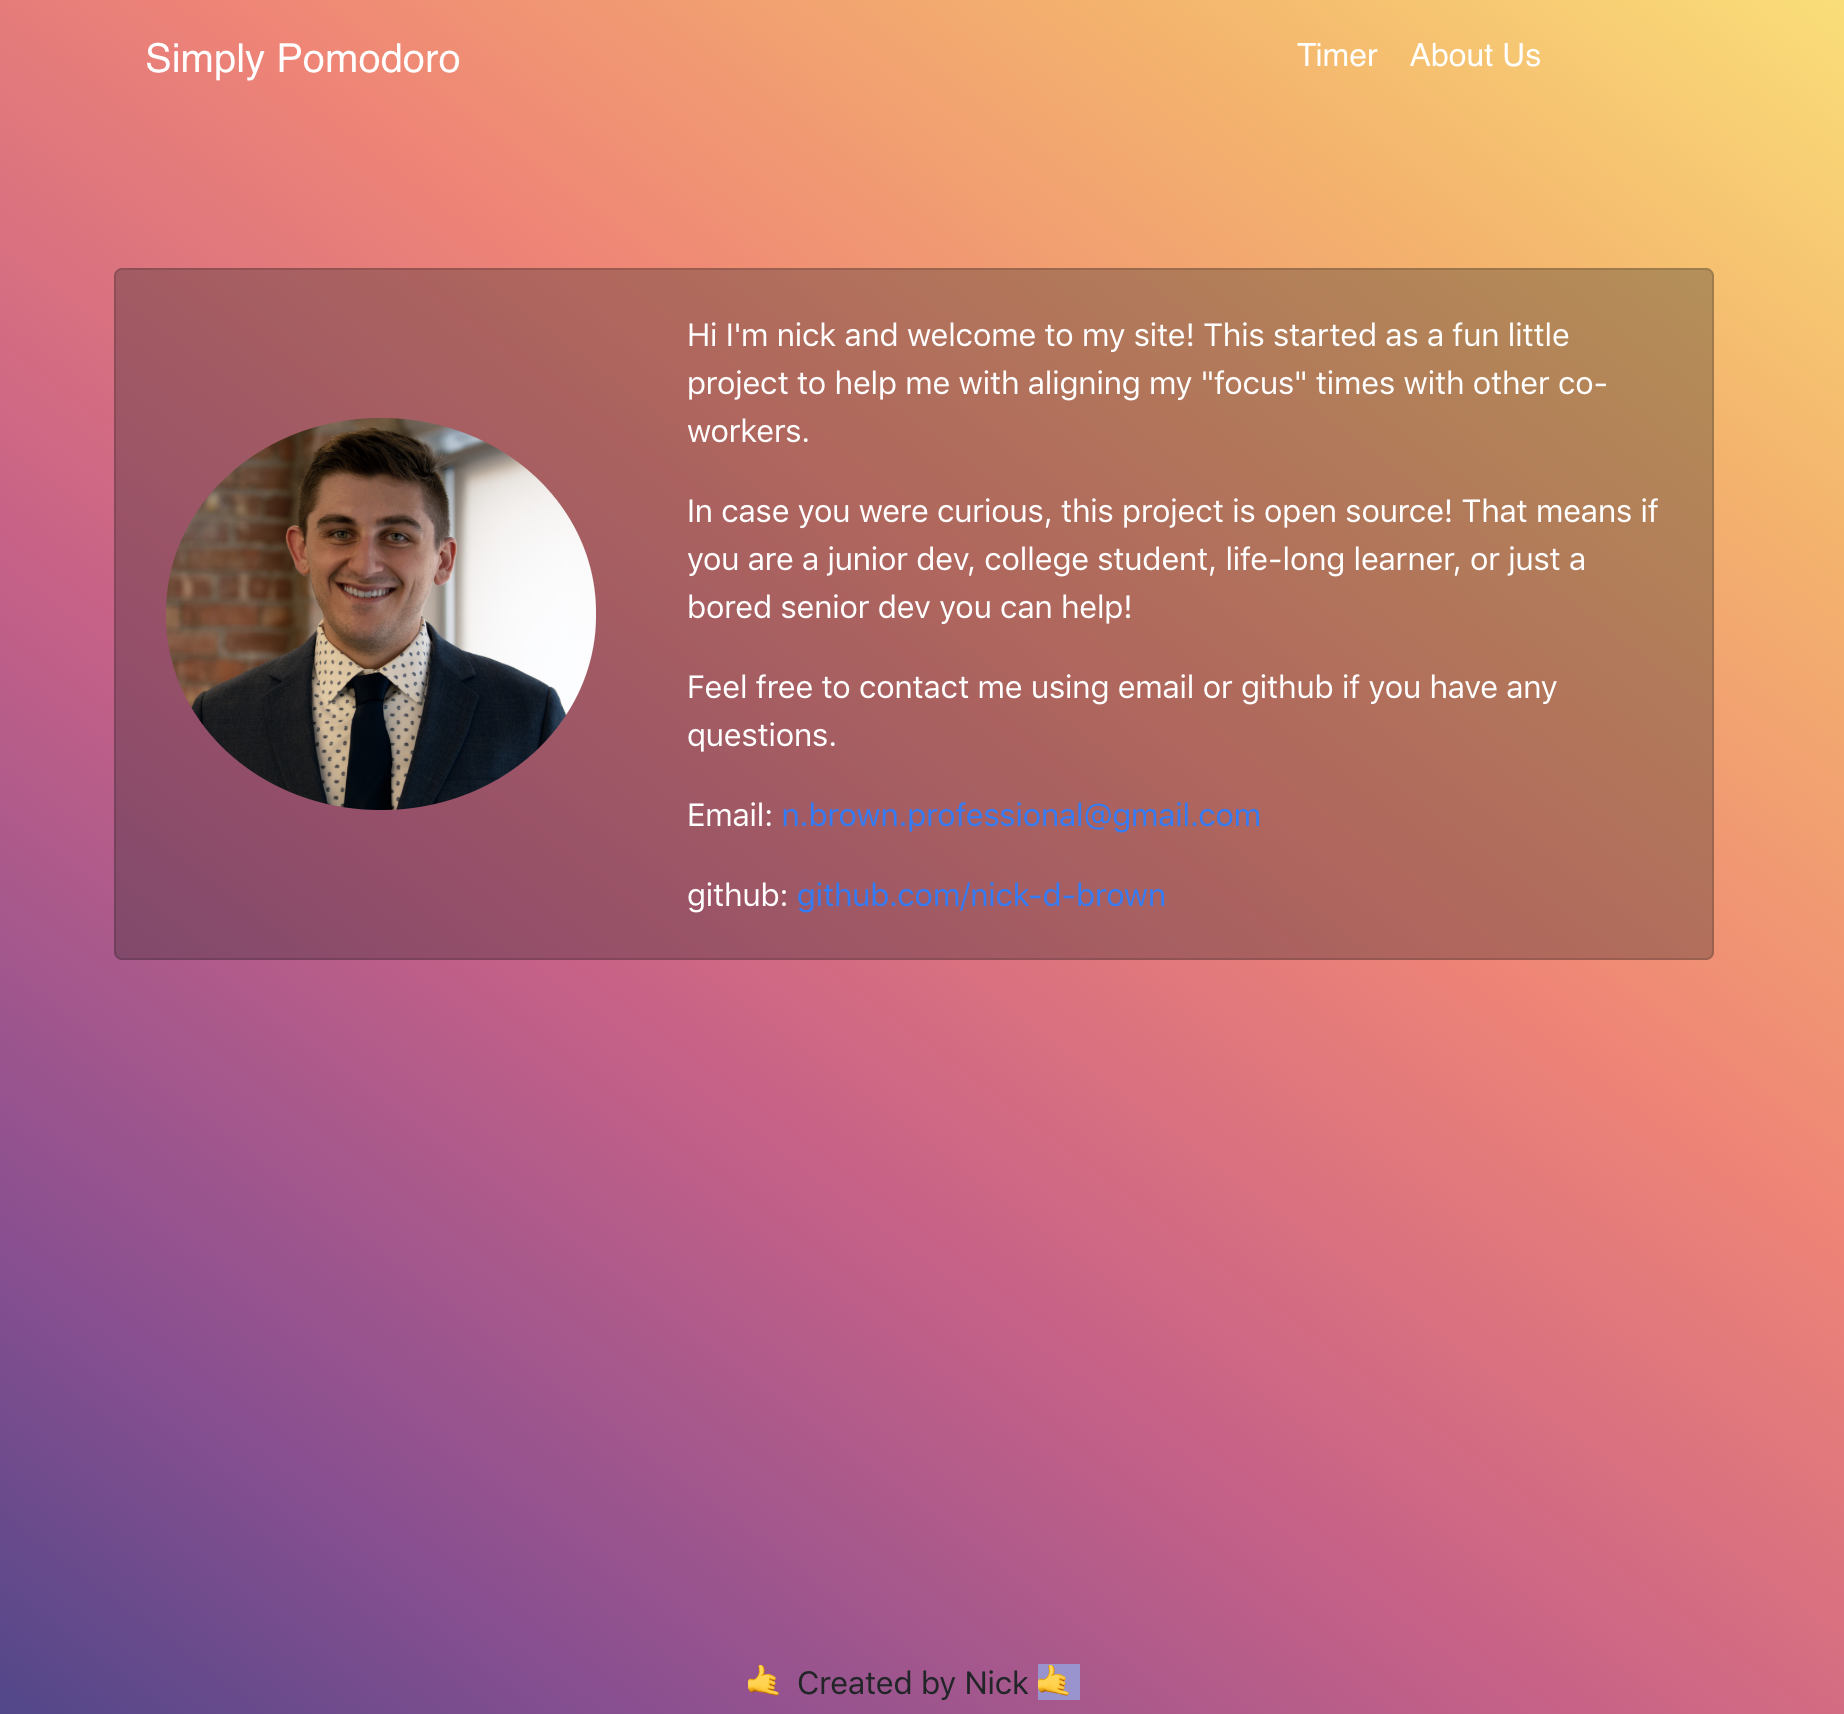 Simply Pomodoro
Timer About Us
Hi I'm nick and welcome to my site! This started as a fun little
project to help me with aligning my "focus" times with other co-
workers.
In case you were curious, this project is open source! That means if
you are a junior dev, college student, life-long learner, or just a
bored senior dev you can help!
Feel free to contact me using email or github if you have any
questions.
Email: n.brown.professional@gmail.com
github: github.com/nick-d-brown
🤙 Created by Nick 🤙